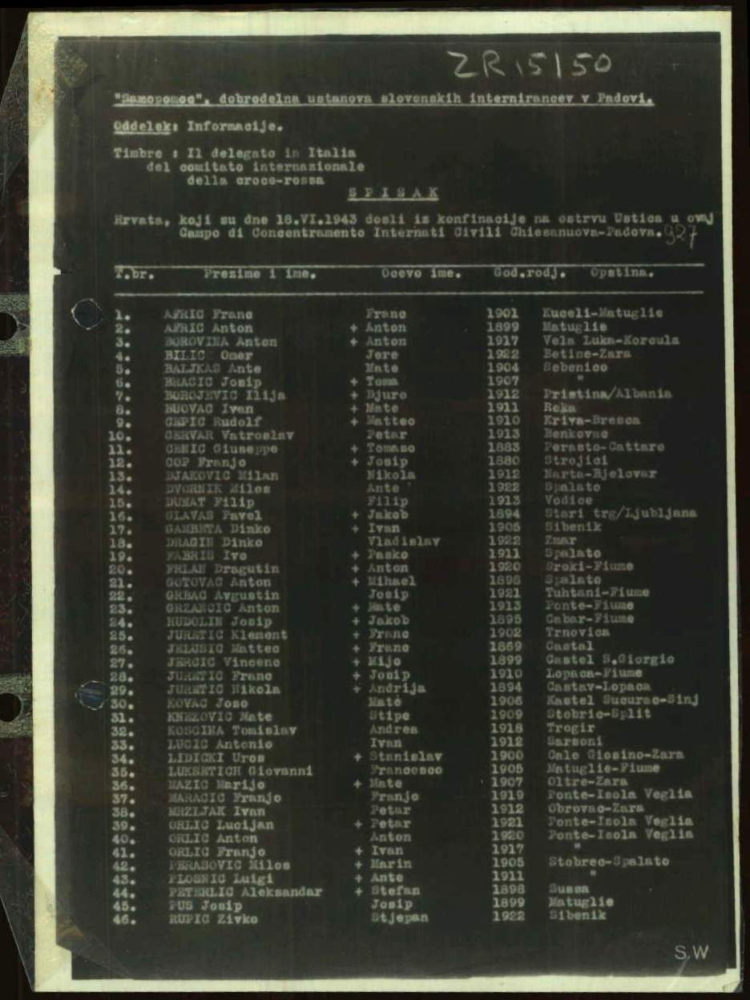 ZR 15/50
"Samopomoc", dobrodelna ustanova slovenskih internirancev v Padovi.
Oddelek: Informacije.
Timbre : Il delegato in Italia
del comitato internazionale
della croce-rossa
S P I S A K
Hrvata, koji su dne 18.VI.1943 dosli iz konfinacije na ostrvu Ustica u ovaj
Campo di Concentramento Internati Civili Chiesanuova-Padova. 927
T.br. Prezime i ime. Ocevo ime. God.rodj. Opstina.
1. AFRIC Franc Franc 1901 Kuceli-Matuglie
2. AFRIC Anton + Anton 1899 Matuglie
3. BOROVINA Anton + Anton 1917 Vela Luka-Korcula
4. BILIC Omer Jere 1922 Betine-Zara
5. BALJKAS Ante Mate 1904 Sebenico
6. BRACIC Josip + Toma 1907 "
7. BOROJEVIC Ilija + Djuro 1912 Pristina/Albania
8. BUOVAC Ivan + Mate 1911 Reka
9. CEPIC Rudolf + Matteo 1910 Kriva-Bresca
10. CERVAR Vatroslav Petar 1913 Benkovac
11. CENIC Giuseppe + Tomaso 1883 Perasto-Cattaro
12. COP Franjo + Josip 1880 Strojici
13. DJAKOVIC Milan Nikola 1912 Narta-Bjelovar
14. DVORNIK Milos Ante 1922 Spalato
15. DUNAT Filip Filip 1913 Vodice
16. GLAVAS Pavel + Jakob 1894 Stari trg/Ljubljana
17. GAMBETA Dinko + Ivan 1905 Sibenik
18. DRAGIN Dinko Vladislav 1922 Zmar
19. FABRIS Ivo + Pasko 1911 Spalato
20. FRLAN Dragutin + Anton 1920 Sroki-Fiume
21. GOTOVAC Anton + Mihael 1898 Spalato
22. GRBAC Avgustin Josip 1921 Tuhtani-Fiume
23. GRZANCIC Anton + Mate 1913 Ponte-Fiume
24. RUDOLIN Josip + Jakob 1895 Cabar-Fiume
25. JURETIC Klement + Franc 1902 Trnovica
26. JELUSIC Matteo + Franc 1869 Castal
27. JERCIC Vincenc + Mijo 1899 Castel S.Giorgio
28. JURETIC Franc + Josip 1910 Lopaca-Fiume
29. JURETIC Nikola + Andrija 1894 Castav-Lopaca
30. KOVAC Joso Mate 1906 Kastel Sucurac-Sinj
31. KNEZOVIC Mate Stipe 1909 Stobric-Split
32. KOSCINA Tomislav Andrea 1918 Trogir
33. LUCIC Antonio Ivan 1912 Sarsoni
34. LIDICKI Uros + Stanislav 1900 Cale Giosino-Zara
35. LUKSETICH Giovanni Francesco 1905 Matuglie-Fiume
36. MAZIC Marijo + Mate 1907 Oltre-Zara
37. MARACIC Franjo Franjo 1919 Ponte-Isola Veglia
38. MRZLJAK Ivan Petar 1912 Obrovac-Zara
39. ORLIC Lucijan + Petar 1921 Ponte-Isola Veglia
40. ORLIC Anton Anton 1920 Ponte-Isola Veglia
41. ORLIC Franjo + Ivan 1917 "
42. PERASOVIC Milos + Marin 1905 Stobrec-Spalato
43. PLOSNIC Luigi + Ante 1911 "
44. PETERLIC Aleksandar + Stefan 1898 Sussa
45. PUS Josip Josip 1899 Matuglie
46. RUPIC Zivko Stjepan 1922 Sibenik
S.W